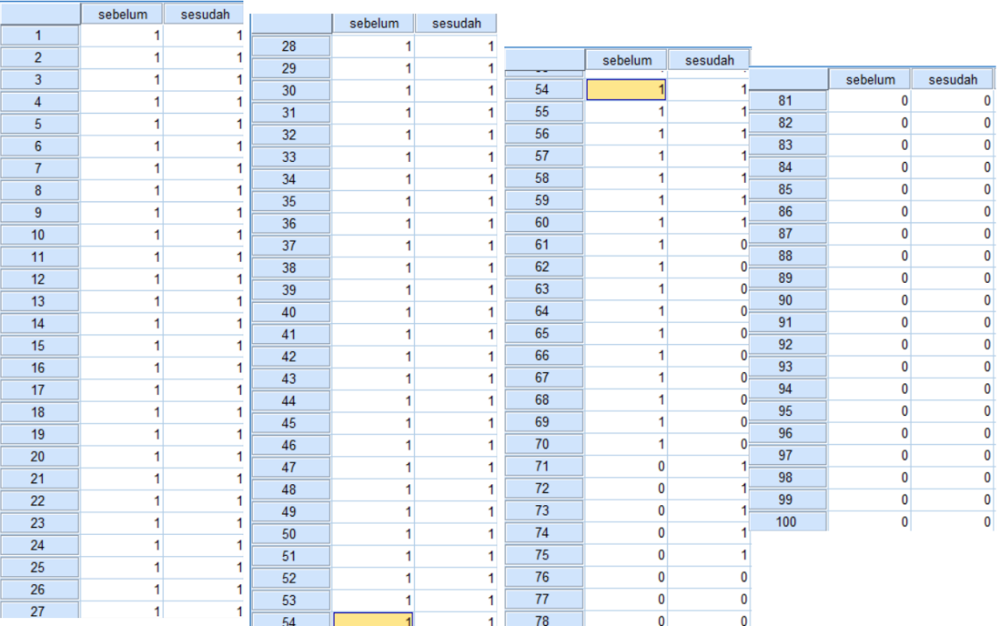 sebelum sesudah
1 1 1
2 1 1
3 1 1
4 1 1
5 1 1
6 1 1
7 1 1
8 1 1
9 1 1
10 1 1
11 1 1
12 1 1
13 1 1
14 1 1
15 1 1
16 1 1
17 1 1
18 1 1
19 1 1
20 1 1
21 1 1
22 1 1
23 1 1
24 1 1
25 1 1
26 1 1
27 1 1
sebelum sesudah
28 1 1
29 1 1
30 1 1
31 1 1
32 1 1
33 1 1
34 1 1
35 1 1
36 1 1
37 1 1
38 1 1
39 1 1
40 1 1
41 1 1
42 1 1
43 1 1
44 1 1
45 1 1
46 1 1
47 1 1
48 1 1
49 1 1
50 1 1
51 1 1
52 1 1
53 1 1
54 1 1
sebelum sesudah
54 1 1
55 1 1
56 1 1
57 1 1
58 1 1
59 1 1
60 1 1
61 1 0
62 1 0
63 1 0
64 1 0
65 1 0
66 1 0
67 1 0
68 1 0
69 1 0
70 1 0
71 0 1
72 0 1
73 0 1
74 0 1
75 0 1
76 0 0
77 0 0
78 0 0
sebelum sesudah
81 0 0
82 0 0
83 0 0
84 0 0
85 0 0
86 0 0
87 0 0
88 0 0
89 0 0
90 0 0
91 0 0
92 0 0
93 0 0
94 0 0
95 0 0
96 0 0
97 0 0
98 0 0
99 0 0
100 0 0